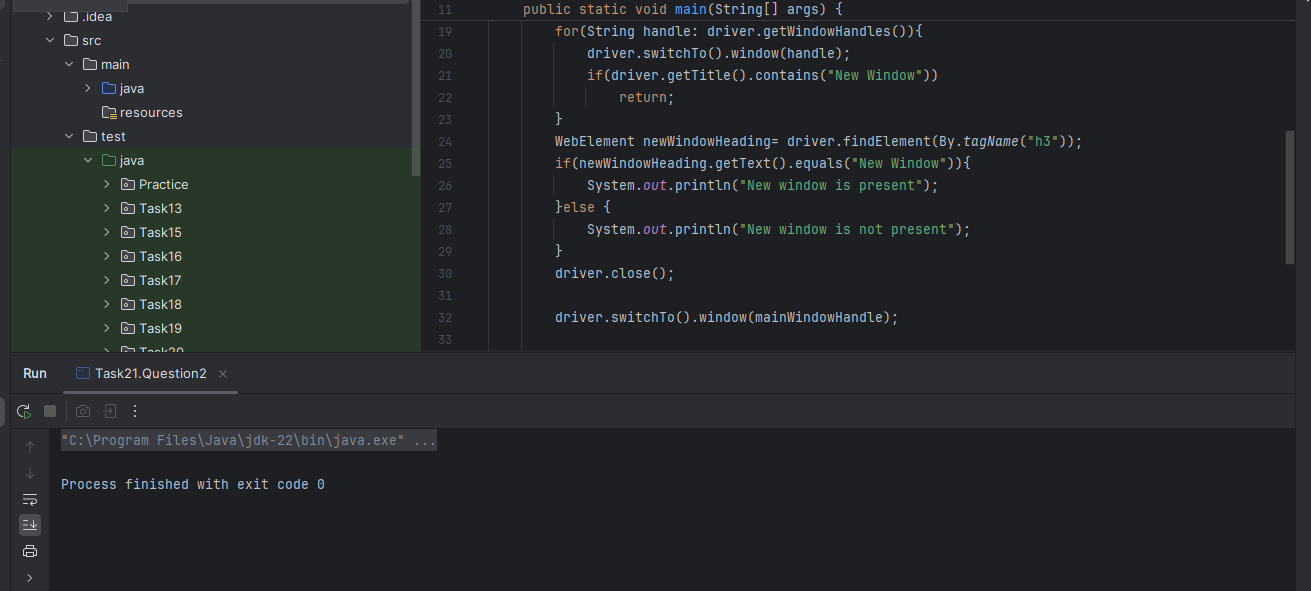 .idea
src
main
java
resources
test
java
Practice
Task13
Task15
Task16
Task17
Task18
Task19
Task20
11 public static void main(String[] args) {
19 for(String handle: driver.getWindowHandles()){
20 driver.switchTo().window(handle);
21 if(driver.getTitle().contains("New Window"))
22 return;
23 }
24 WebElement newWindowHeading= driver.findElement(By.tagName("h3"));
25 if(newWindowHeading.getText().equals("New Window")){
26 System.out.println("New window is present");
27 }else {
28 System.out.println("New window is not present");
29 }
30 driver.close();
31
32 driver.switchTo().window(mainWindowHandle);
33
Run Task21.Question2
"C:\Program Files\Java\jdk-22\bin\java.exe" ...
Process finished with exit code 0